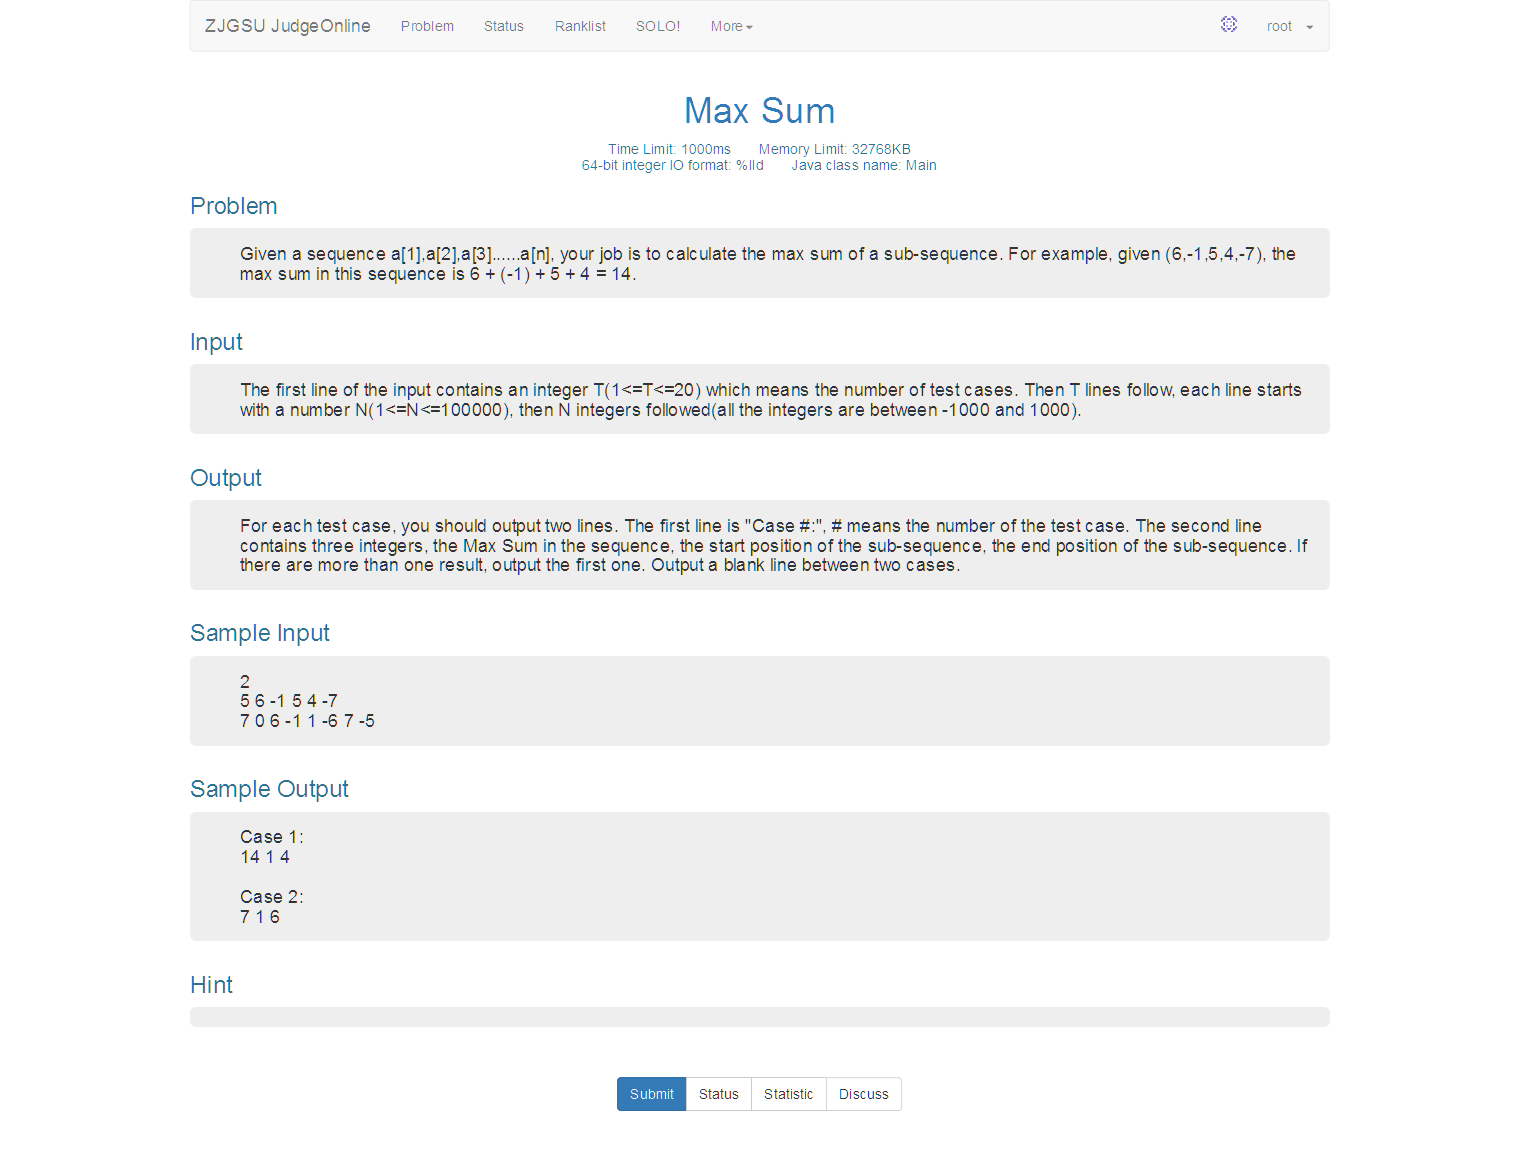 ZJGSU JudgeOnline Problem Status Ranklist SOLO! More root
Max Sum
Time Limit: 1000ms Memory Limit: 32768KB
64-bit integer IO format: %lld Java class name: Main
Problem
Given a sequence a[1],a[2],a[3]......a[n], your job is to calculate the max sum of a sub-sequence. For example, given (6,-1,5,4,-7), the
max sum in this sequence is 6 + (-1) + 5 + 4 = 14.
Input
The first line of the input contains an integer T(1<=T<=20) which means the number of test cases. Then T lines follow, each line starts
with a number N(1<=N<=100000), then N integers followed(all the integers are between -1000 and 1000).
Output
For each test case, you should output two lines. The first line is "Case #:", # means the number of the test case. The second line
contains three integers, the Max Sum in the sequence, the start position of the sub-sequence, the end position of the sub-sequence. If
there are more than one result, output the first one. Output a blank line between two cases.
Sample Input
2
5 6 -1 5 4 -7
7 0 6 -1 1 -6 7 -5
Sample Output
Case 1:
14 1 4
Case 2:
7 1 6
Hint
Submit Status Statistic Discuss